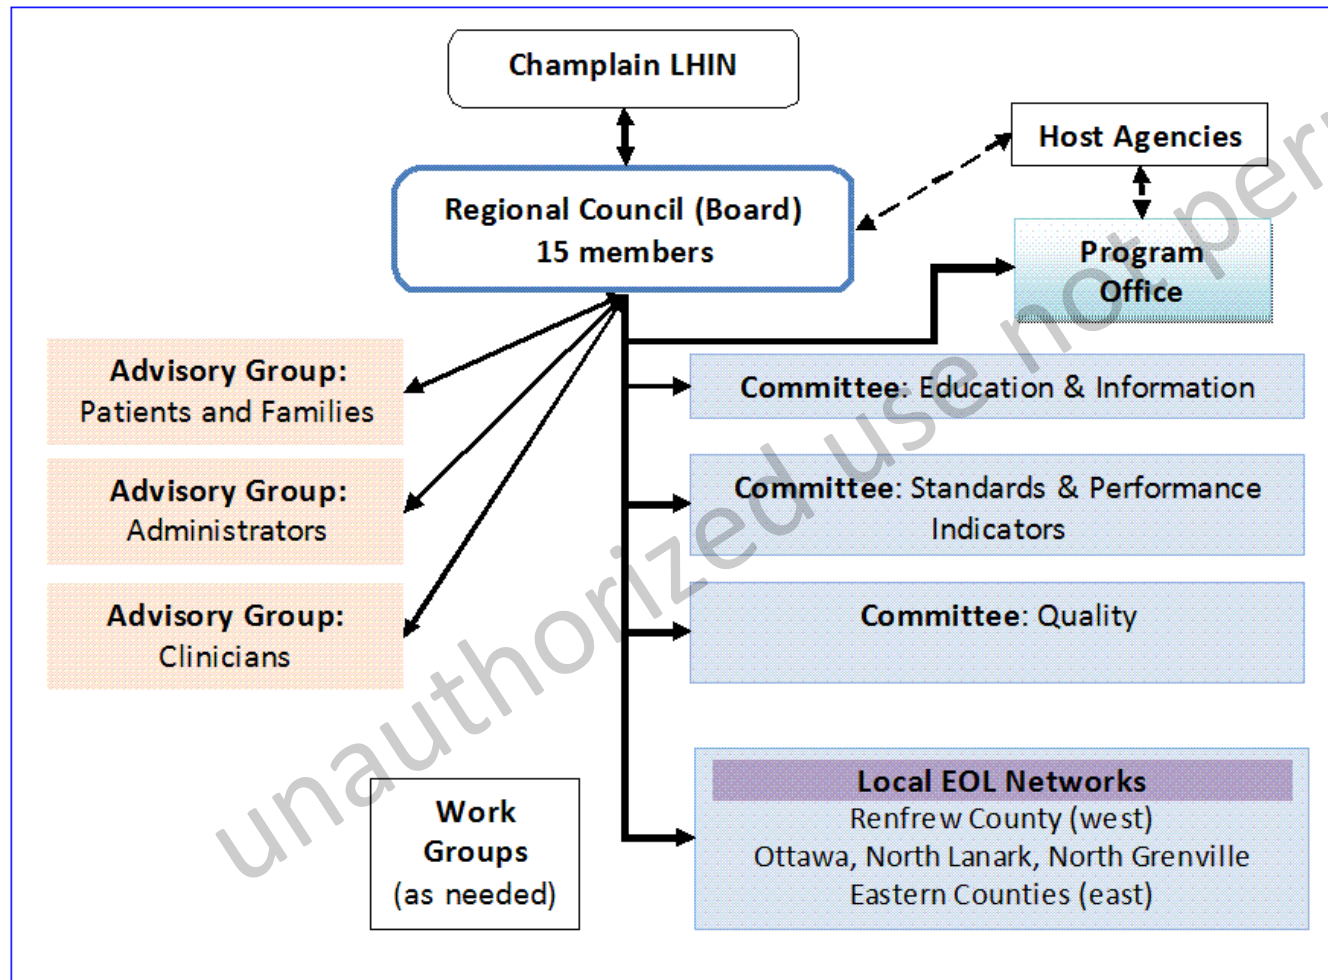 Champlain LHIN
Host Agencies
Regional Council (Board)
15 members
Program
Office
Advisory Group:
Patients and Families
Committee: Education & Information
Advisory Group:
Administrators
Committee: Standards & Performance
Indicators
Advisory Group:
Clinicians
Committee: Quality
Work
Groups
(as needed)
Local EOL Networks
Renfrew County (west)
Ottawa, North Lanark, North Grenville
Eastern Counties (east)
unauthorized use not